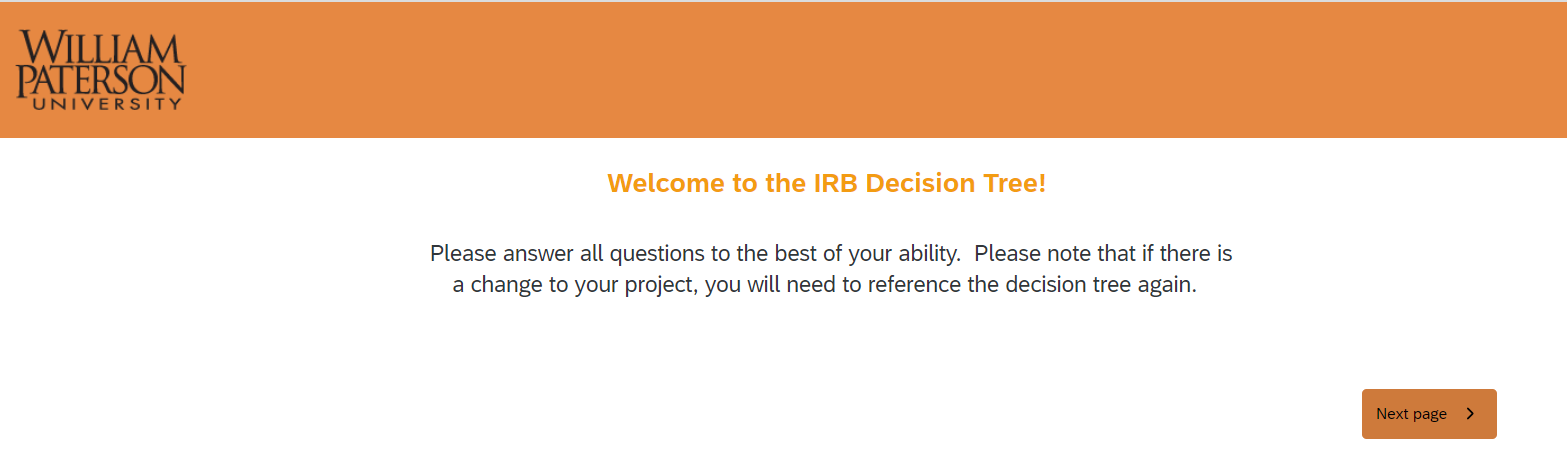 WILLIAM
PATERSON
UNIVERSITY
Welcome to the IRB Decision Tree!
Please answer all questions to the best of your ability.  Please note that if there is
a change to your project, you will need to reference the decision tree again.
Next page